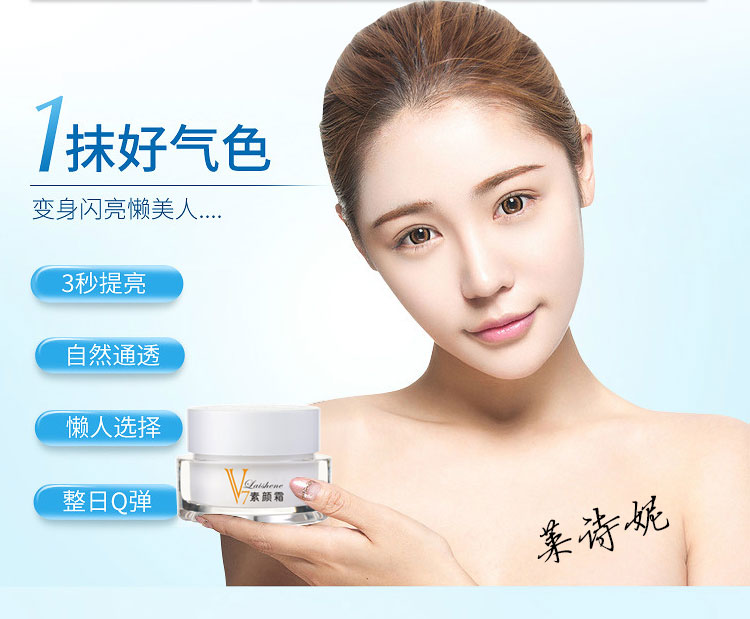 1抹好气色
变身闪亮懒美人....
3秒提亮
自然通透
懒人选择
整日Q弹
V7
Laishene
素颜霜
莱诗妮